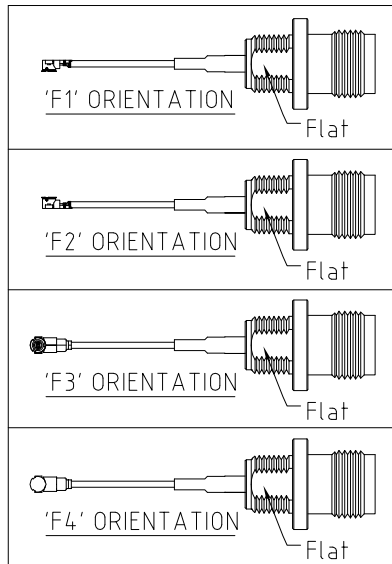 'F1' ORIENTATION
Flat
'F2' ORIENTATION
Flat
'F3' ORIENTATION
Flat
'F4' ORIENTATION
Flat